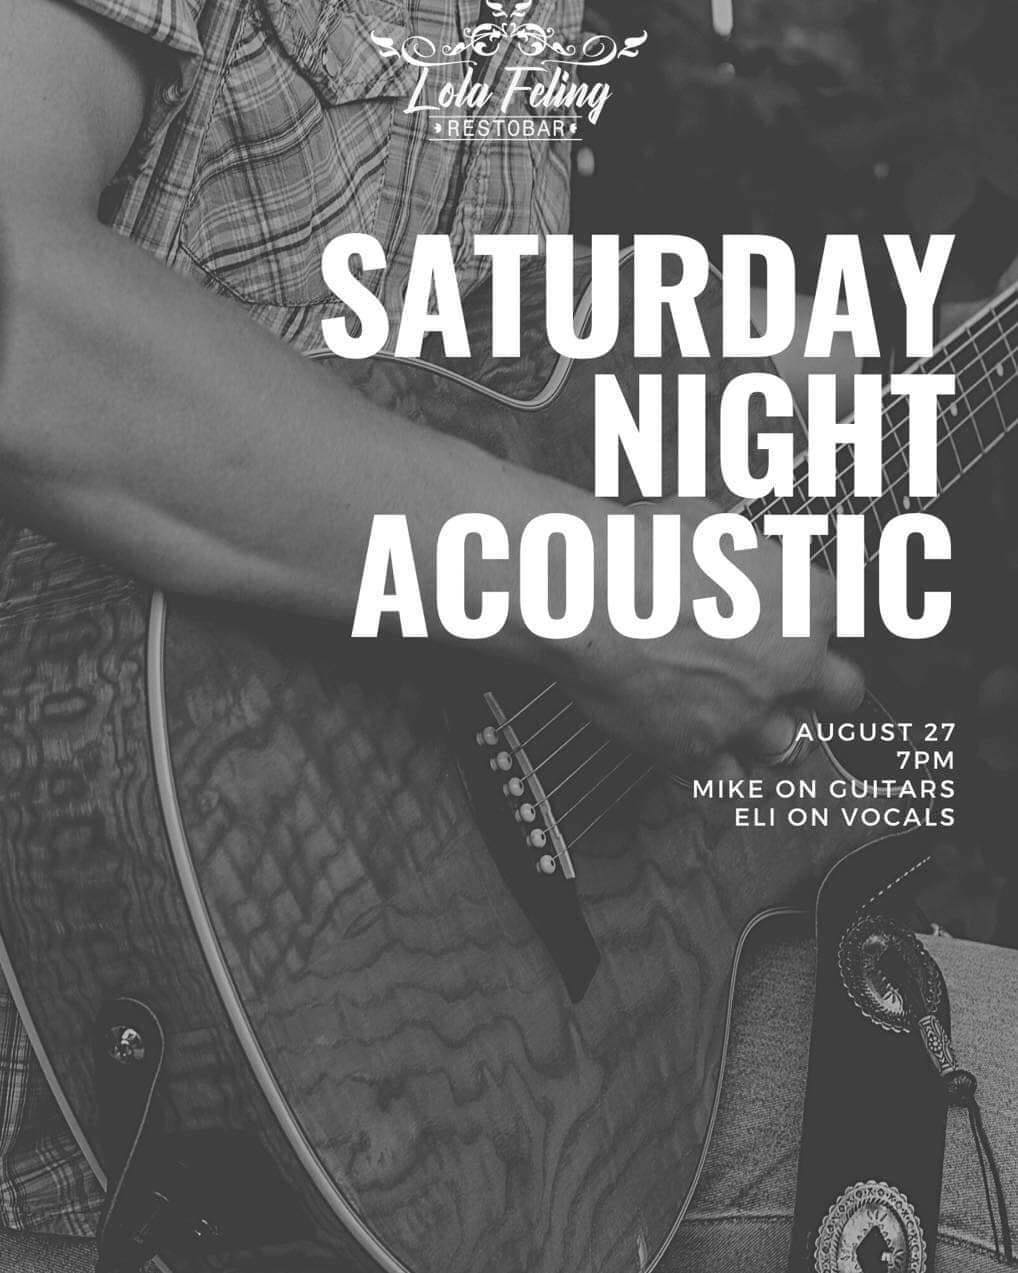 Lola Feling
RESTOBAR
SATURDAY
NIGHT
ACOUSTIC
AUGUST 27
7PM
MIKE ON GUITARS
ELI ON VOCALS